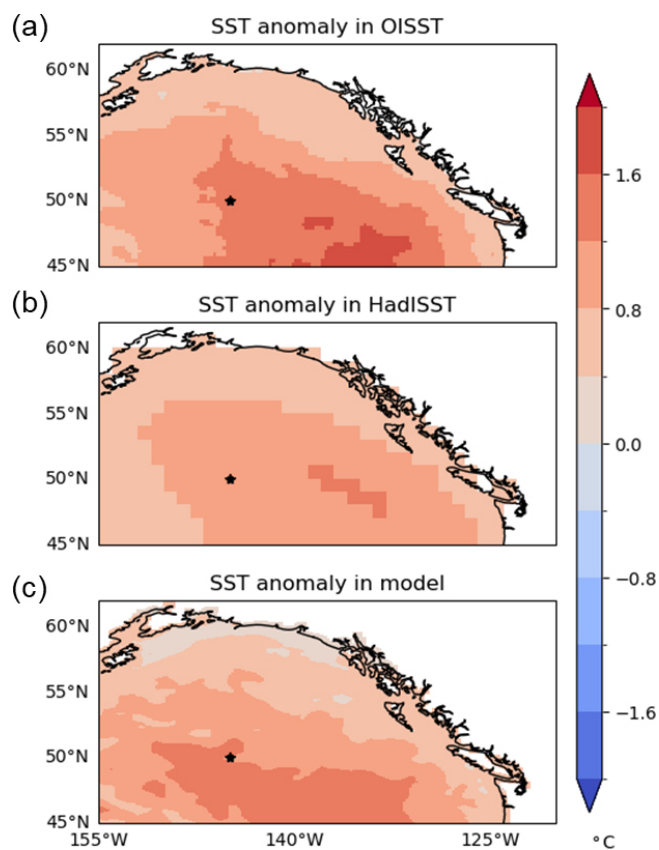 (a)
SST anomaly in OISST
60°N
55°N
50°N
45°N
(b)
SST anomaly in HadISST
60°N
55°N
50°N
45°N
(c)
SST anomaly in model
60°N
55°N
50°N
45°N
155°W 140°W 125°W
1.6
0.8
0.0
−0.8
−1.6
°C